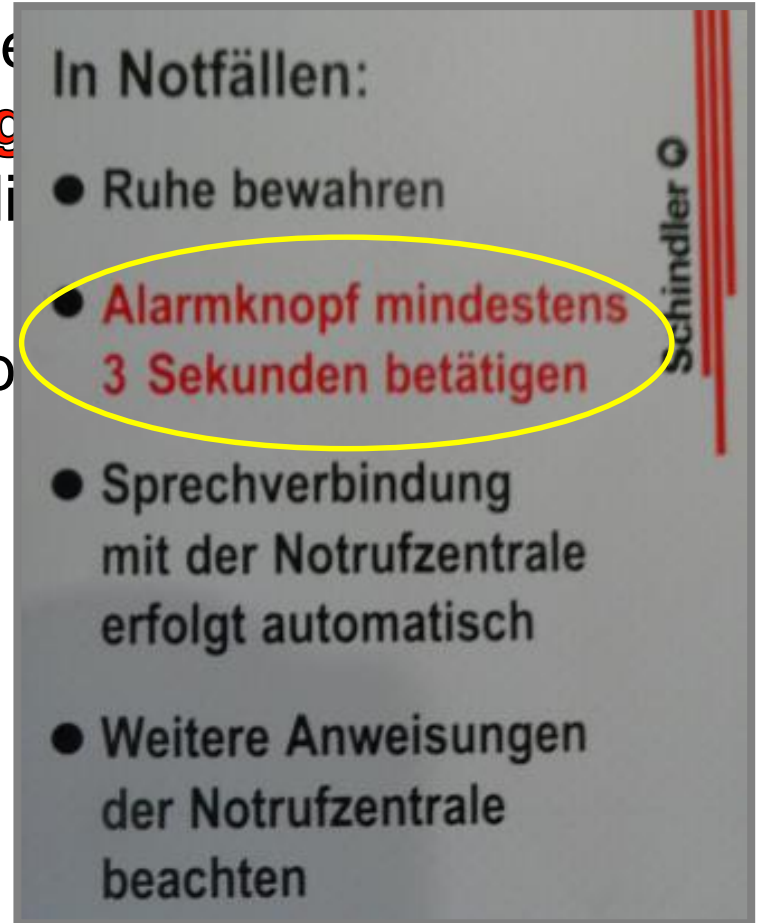 In Notfällen:
● Ruhe bewahren
● Alarmknopf mindestens
3 Sekunden betätigen
● Sprechverbindung
mit der Notrufzentrale
erfolgt automatisch
● Weitere Anweisungen
der Notrufzentrale
beachten
Schindler